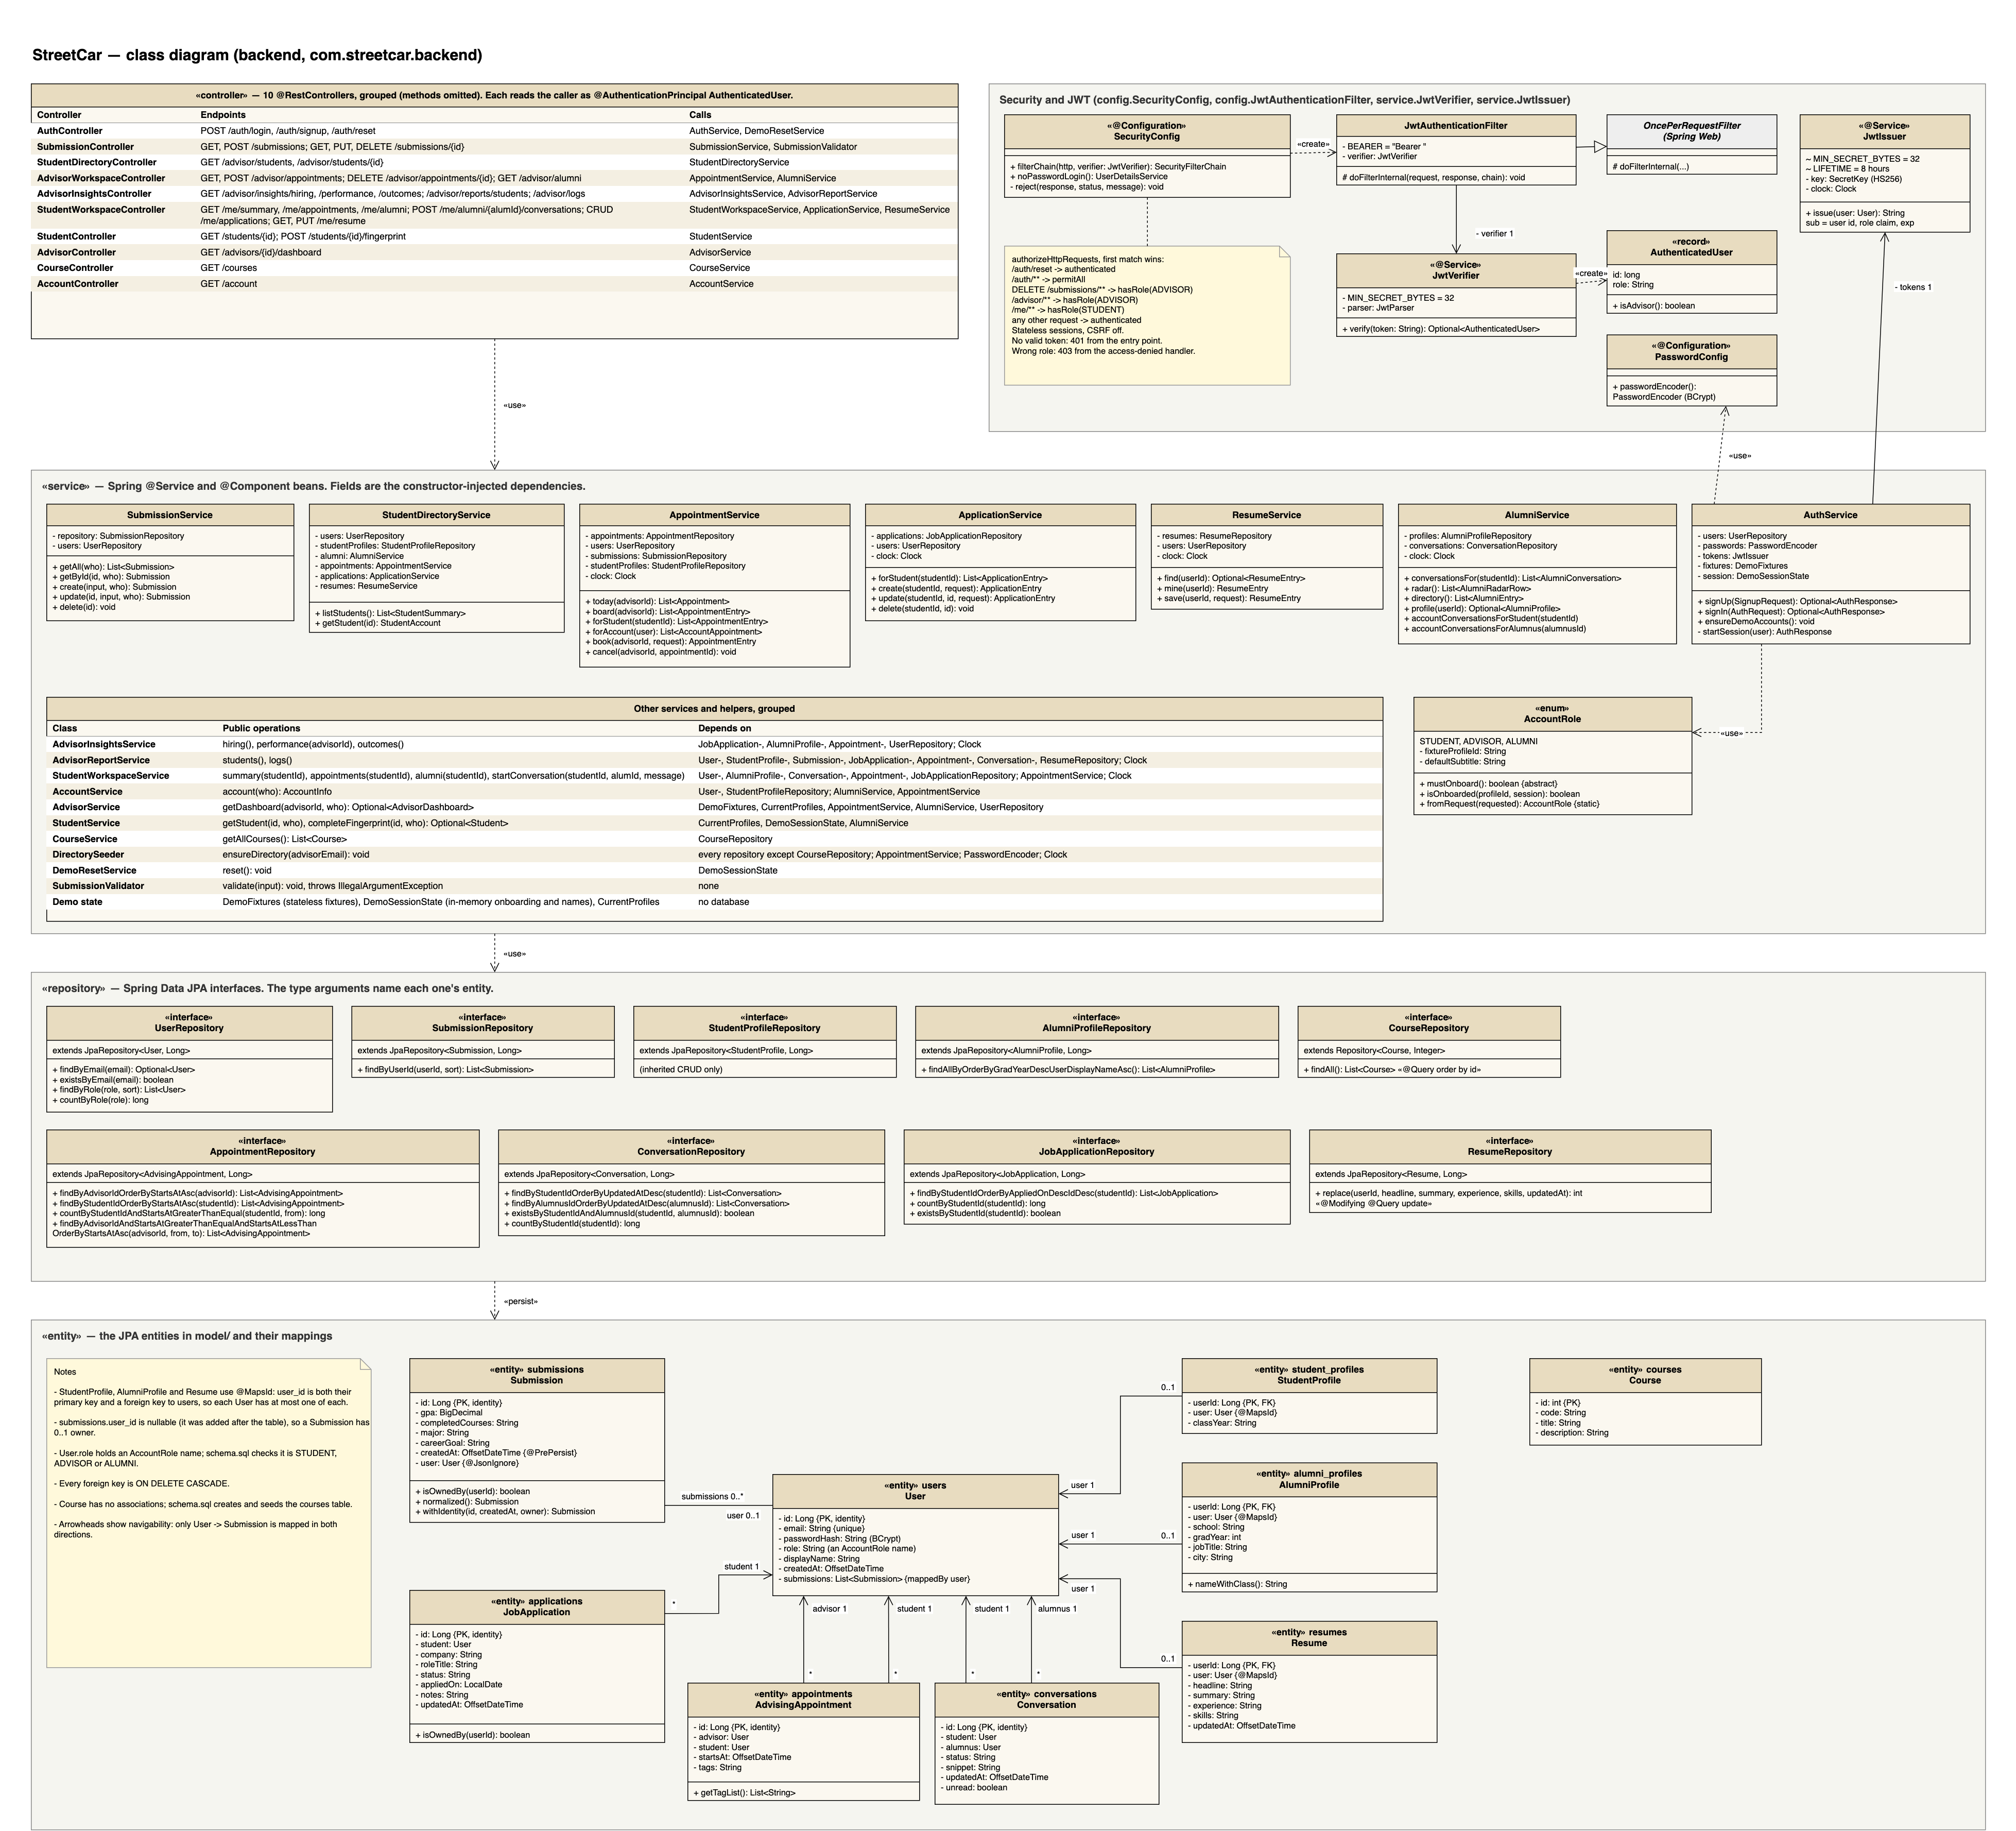 StreetCar — class diagram (backend, com.streetcar.backend)
«controller» — 10 @RestControllers, grouped (methods omitted). Each reads the caller as @AuthenticationPrincipal AuthenticatedUser.
Controller Endpoints Calls
AuthController POST /auth/login, /auth/signup, /auth/reset AuthService, DemoResetService
SubmissionController GET, POST /submissions; GET, PUT, DELETE /submissions/{id} SubmissionService, SubmissionValidator
StudentDirectoryController GET /advisor/students, /advisor/students/{id} StudentDirectoryService
AdvisorWorkspaceController GET, POST /advisor/appointments; DELETE /advisor/appointments/{id}; GET /advisor/alumni AppointmentService, AlumniService
AdvisorInsightsController GET /advisor/insights/hiring, /performance, /outcomes; /advisor/reports/students; /advisor/logs AdvisorInsightsService, AdvisorReportService
StudentWorkspaceController GET /me/summary, /me/appointments, /me/alumni; POST /me/alumni/{alumId}/conversations; CRUD StudentWorkspaceService, ApplicationService, ResumeService
/me/applications; GET, PUT /me/resume
StudentController GET /students/{id}; POST /students/{id}/fingerprint StudentService
AdvisorController GET /advisors/{id}/dashboard AdvisorService
CourseController GET /courses CourseService
AccountController GET /account AccountService
«use»
Security and JWT (config.SecurityConfig, config.JwtAuthenticationFilter, service.JwtVerifier, service.JwtIssuer)
«@Configuration»
SecurityConfig
+ filterChain(http, verifier: JwtVerifier): SecurityFilterChain
+ noPasswordLogin(): UserDetailsService
- reject(response, status, message): void
«create»
JwtAuthenticationFilter
- BEARER = "Bearer "
- verifier: JwtVerifier
# doFilterInternal(request, response, chain): void
OncePerRequestFilter
(Spring Web)
# doFilterInternal(...)
«@Service»
JwtIssuer
~ MIN_SECRET_BYTES = 32
~ LIFETIME = 8 hours
- key: SecretKey (HS256)
- clock: Clock
+ issue(user: User): String
sub = user id, role claim, exp
authorizeHttpRequests, first match wins:
/auth/reset -> authenticated
/auth/** -> permitAll
DELETE /submissions/** -> hasRole(ADVISOR)
/advisor/** -> hasRole(ADVISOR)
/me/** -> hasRole(STUDENT)
any other request -> authenticated
Stateless sessions, CSRF off.
No valid token: 401 from the entry point.
Wrong role: 403 from the access-denied handler.
- verifier 1
«@Service»
JwtVerifier
- MIN_SECRET_BYTES = 32
- parser: JwtParser
+ verify(token: String): Optional<AuthenticatedUser>
«create»
«record»
AuthenticatedUser
id: long
role: String
+ isAdvisor(): boolean
- tokens 1
«@Configuration»
PasswordConfig
+ passwordEncoder():
PasswordEncoder (BCrypt)
«use»
«service» — Spring @Service and @Component beans. Fields are the constructor-injected dependencies.
SubmissionService
- repository: SubmissionRepository
- users: UserRepository
+ getAll(who): List<Submission>
+ getById(id, who): Submission
+ create(input, who): Submission
+ update(id, input, who): Submission
+ delete(id): void
StudentDirectoryService
- users: UserRepository
- studentProfiles: StudentProfileRepository
- alumni: AlumniService
- appointments: AppointmentService
- applications: ApplicationService
- resumes: ResumeService
+ listStudents(): List<StudentSummary>
+ getStudent(id): StudentAccount
AppointmentService
- appointments: AppointmentRepository
- users: UserRepository
- submissions: SubmissionRepository
- studentProfiles: StudentProfileRepository
- clock: Clock
+ today(advisorId): List<Appointment>
+ board(advisorId): List<AppointmentEntry>
+ forStudent(studentId): List<AppointmentEntry>
+ forAccount(user): List<AccountAppointment>
+ book(advisorId, request): AppointmentEntry
+ cancel(advisorId, appointmentId): void
ApplicationService
- applications: JobApplicationRepository
- users: UserRepository
- clock: Clock
+ forStudent(studentId): List<ApplicationEntry>
+ create(studentId, request): ApplicationEntry
+ update(studentId, id, request): ApplicationEntry
+ delete(studentId, id): void
ResumeService
- resumes: ResumeRepository
- users: UserRepository
- clock: Clock
+ find(userId): Optional<ResumeEntry>
+ mine(userId): ResumeEntry
+ save(userId, request): ResumeEntry
AlumniService
- profiles: AlumniProfileRepository
- conversations: ConversationRepository
- clock: Clock
+ conversationsFor(studentId): List<AlumniConversation>
+ radar(): List<AlumniRadarRow>
+ directory(): List<AlumniEntry>
+ profile(userId): Optional<AlumniProfile>
+ accountConversationsForStudent(studentId)
+ accountConversationsForAlumnus(alumnusId)
AuthService
- users: UserRepository
- passwords: PasswordEncoder
- tokens: JwtIssuer
- fixtures: DemoFixtures
- session: DemoSessionState
+ signUp(SignupRequest): Optional<AuthResponse>
+ signIn(AuthRequest): Optional<AuthResponse>
+ ensureDemoAccounts(): void
- startSession(user): AuthResponse
Other services and helpers, grouped
Class Public operations Depends on
AdvisorInsightsService hiring(), performance(advisorId), outcomes() JobApplication-, AlumniProfile-, Appointment-, UserRepository; Clock
AdvisorReportService students(), logs() User-, StudentProfile-, Submission-, JobApplication-, Appointment-, Conversation-, ResumeRepository; Clock
StudentWorkspaceService summary(studentId), appointments(studentId), alumni(studentId), startConversation(studentId, alumId, message) User-, AlumniProfile-, Conversation-, Appointment-, JobApplicationRepository; AppointmentService; Clock
AccountService account(who): AccountInfo User-, StudentProfileRepository; AlumniService, AppointmentService
AdvisorService getDashboard(advisorId, who): Optional<AdvisorDashboard> DemoFixtures, CurrentProfiles, AppointmentService, AlumniService, UserRepository
StudentService getStudent(id, who), completeFingerprint(id, who): Optional<Student> CurrentProfiles, DemoSessionState, AlumniService
CourseService getAllCourses(): List<Course> CourseRepository
DirectorySeeder ensureDirectory(advisorEmail): void every repository except CourseRepository; AppointmentService; PasswordEncoder; Clock
DemoResetService reset(): void DemoSessionState
SubmissionValidator validate(input): void, throws IllegalArgumentException none
Demo state DemoFixtures (stateless fixtures), DemoSessionState (in-memory onboarding and names), CurrentProfiles no database
«enum»
AccountRole
STUDENT, ADVISOR, ALUMNI
- fixtureProfileId: String
- defaultSubtitle: String
+ mustOnboard(): boolean {abstract}
+ isOnboarded(profileId, session): boolean
+ fromRequest(requested): AccountRole {static}
«use»
«use»
«repository» — Spring Data JPA interfaces. The type arguments name each one's entity.
«interface»
UserRepository
extends JpaRepository<User, Long>
+ findByEmail(email): Optional<User>
+ existsByEmail(email): boolean
+ findByRole(role, sort): List<User>
+ countByRole(role): long
«interface»
SubmissionRepository
extends JpaRepository<Submission, Long>
+ findByUserId(userId, sort): List<Submission>
«interface»
StudentProfileRepository
extends JpaRepository<StudentProfile, Long>
(inherited CRUD only)
«interface»
AlumniProfileRepository
extends JpaRepository<AlumniProfile, Long>
+ findAllByOrderByGradYearDescUserDisplayNameAsc(): List<AlumniProfile>
«interface»
CourseRepository
extends Repository<Course, Integer>
+ findAll(): List<Course> «@Query order by id»
«interface»
AppointmentRepository
extends JpaRepository<AdvisingAppointment, Long>
+ findByAdvisorIdOrderByStartsAtAsc(advisorId): List<AdvisingAppointment>
+ findByStudentIdOrderByStartsAtAsc(studentId): List<AdvisingAppointment>
+ countByStudentIdAndStartsAtGreaterThanEqual(studentId, from): long
+ findByAdvisorIdAndStartsAtGreaterThanEqualAndStartsAtLessThan
OrderByStartsAtAsc(advisorId, from, to): List<AdvisingAppointment>
«interface»
ConversationRepository
extends JpaRepository<Conversation, Long>
+ findByStudentIdOrderByUpdatedAtDesc(studentId): List<Conversation>
+ findByAlumnusIdOrderByUpdatedAtDesc(alumnusId): List<Conversation>
+ existsByStudentIdAndAlumnusId(studentId, alumnusId): boolean
+ countByStudentId(studentId): long
«interface»
JobApplicationRepository
extends JpaRepository<JobApplication, Long>
+ findByStudentIdOrderByAppliedOnDescIdDesc(studentId): List<JobApplication>
+ countByStudentId(studentId): long
+ existsByStudentId(studentId): boolean
«interface»
ResumeRepository
extends JpaRepository<Resume, Long>
+ replace(userId, headline, summary, experience, skills, updatedAt): int
«@Modifying @Query update»
«persist»
«entity» — the JPA entities in model/ and their mappings
Notes
- StudentProfile, AlumniProfile and Resume use @MapsId: user_id is both their
primary key and a foreign key to users, so each User has at most one of each.
- submissions.user_id is nullable (it was added after the table), so a Submission has
0..1 owner.
- User.role holds an AccountRole name; schema.sql checks it is STUDENT,
ADVISOR or ALUMNI.
- Every foreign key is ON DELETE CASCADE.
- Course has no associations; schema.sql creates and seeds the courses table.
- Arrowheads show navigability: only User -> Submission is mapped in both
directions.
«entity» submissions
Submission
- id: Long {PK, identity}
- gpa: BigDecimal
- completedCourses: String
- major: String
- careerGoal: String
- createdAt: OffsetDateTime {@PrePersist}
- user: User {@JsonIgnore}
+ isOwnedBy(userId): boolean
+ normalized(): Submission
+ withIdentity(id, createdAt, owner): Submission
submissions 0..*
user 0..1
«entity» users
User
- id: Long {PK, identity}
- email: String {unique}
- passwordHash: String (BCrypt)
- role: String (an AccountRole name)
- displayName: String
- createdAt: OffsetDateTime
- submissions: List<Submission> {mappedBy user}
«entity» student_profiles
StudentProfile
- userId: Long {PK, FK}
- user: User {@MapsId}
- classYear: String
0..1
user 1
«entity» courses
Course
- id: int {PK}
- code: String
- title: String
- description: String
«entity» alumni_profiles
AlumniProfile
- userId: Long {PK, FK}
- user: User {@MapsId}
- school: String
- gradYear: int
- jobTitle: String
- city: String
+ nameWithClass(): String
user 1
0..1
user 1
0..1
«entity» resumes
Resume
- userId: Long {PK, FK}
- user: User {@MapsId}
- headline: String
- summary: String
- experience: String
- skills: String
- updatedAt: OffsetDateTime
student 1
*
«entity» applications
JobApplication
- id: Long {PK, identity}
- student: User
- company: String
- roleTitle: String
- status: String
- appliedOn: LocalDate
- notes: String
- updatedAt: OffsetDateTime
+ isOwnedBy(userId): boolean
advisor 1
student 1
student 1
alumnus 1
*
*
*
*
«entity» appointments
AdvisingAppointment
- id: Long {PK, identity}
- advisor: User
- student: User
- startsAt: OffsetDateTime
- tags: String
+ getTagList(): List<String>
«entity» conversations
Conversation
- id: Long {PK, identity}
- student: User
- alumnus: User
- status: String
- snippet: String
- updatedAt: OffsetDateTime
- unread: boolean